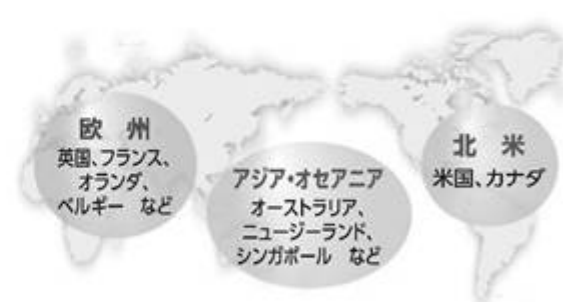 欧 州
英国、フランス、
オランダ、
ベルギー など
アジア・オセアニア
オーストラリア、
ニュージーランド、
シンガポール など
北 米
米国、カナダ